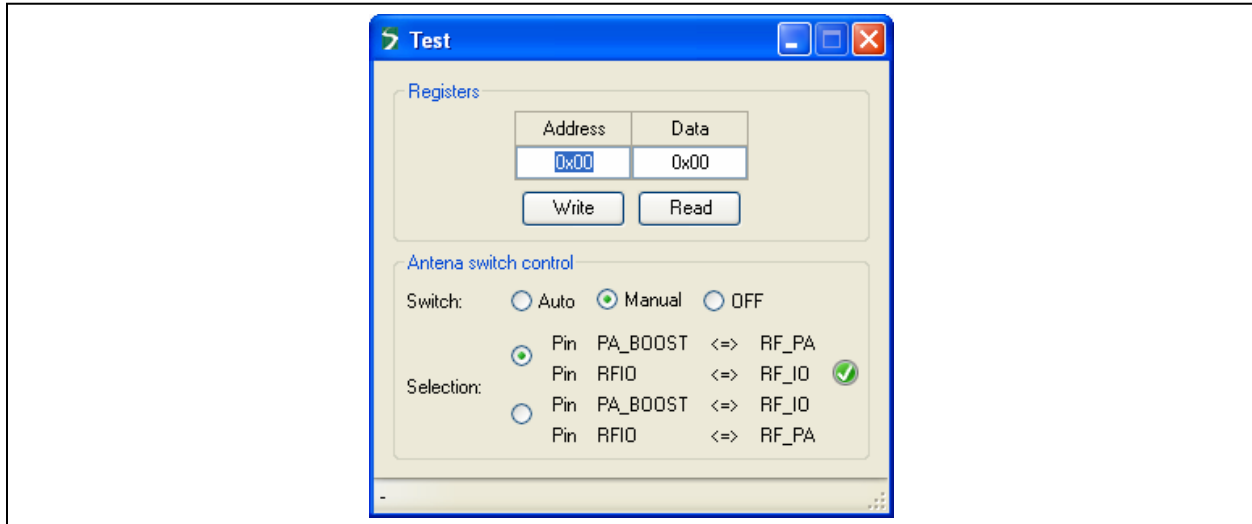 Test
Registers
Address Data
0x00 0x00
Write Read
Antena switch control
Switch: Auto Manual OFF
Pin PA_BOOST <=> RF_PA
Pin RFIO <=> RF_IO
Selection:
Pin PA_BOOST <=> RF_IO
Pin RFIO <=> RF_PA
-